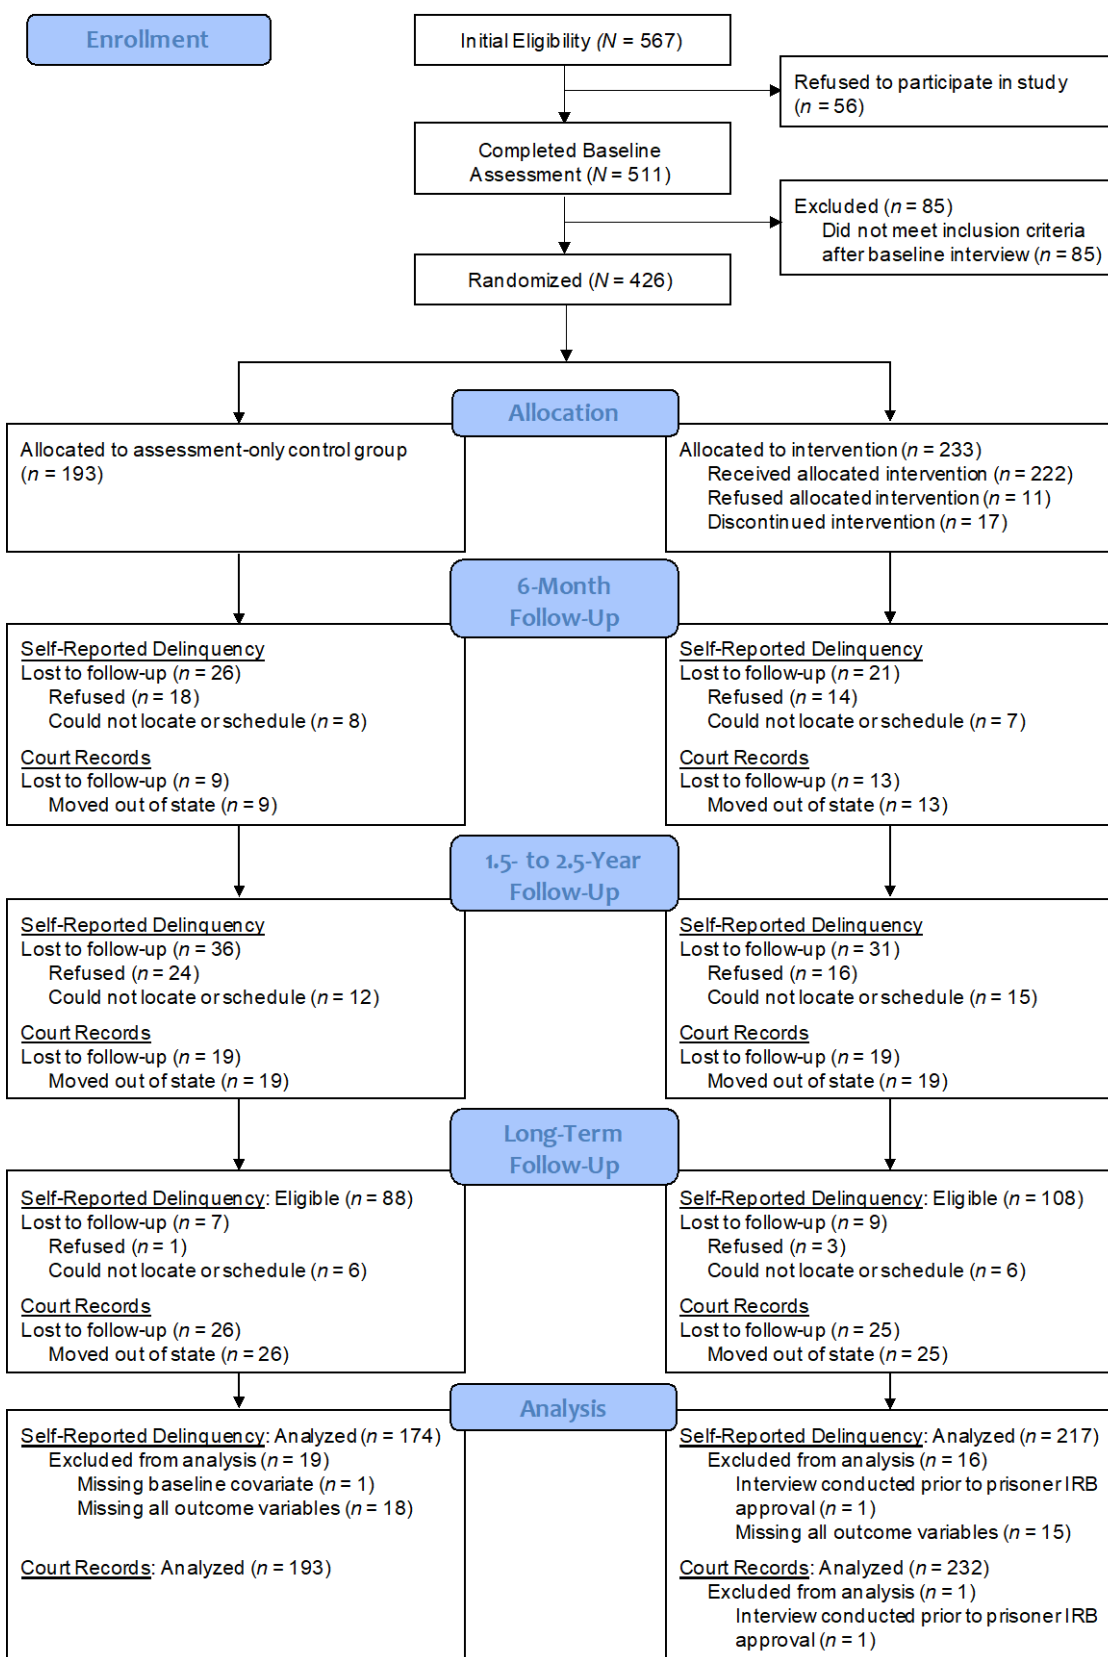 Enrollment
Initial Eligibility (N = 567)
Refused to participate in study
(n = 56)
Completed Baseline
Assessment (N = 511)
Excluded (n = 85)
Did not meet inclusion criteria
after baseline interview (n = 85)
Randomized (N = 426)
Allocation
Allocated to assessment-only control group
(n = 193)
Allocated to intervention (n = 233)
Received allocated intervention (n = 222)
Refused allocated intervention (n = 11)
Discontinued intervention (n = 17)
6-Month
Follow-Up
Self-Reported Delinquency
Lost to follow-up (n = 26)
Refused (n = 18)
Could not locate or schedule (n = 8)
Court Records
Lost to follow-up (n = 9)
Moved out of state (n = 9)
Self-Reported Delinquency
Lost to follow-up (n = 21)
Refused (n = 14)
Could not locate or schedule (n = 7)
Court Records
Lost to follow-up (n = 13)
Moved out of state (n = 13)
1.5- to 2.5-Year
Follow-Up
Self-Reported Delinquency
Lost to follow-up (n = 36)
Refused (n = 24)
Could not locate or schedule (n = 12)
Court Records
Lost to follow-up (n = 19)
Moved out of state (n = 19)
Self-Reported Delinquency
Lost to follow-up (n = 31)
Refused (n = 16)
Could not locate or schedule (n = 15)
Court Records
Lost to follow-up (n = 19)
Moved out of state (n = 19)
Long-Term
Follow-Up
Self-Reported Delinquency: Eligible (n = 88)
Lost to follow-up (n = 7)
Refused (n = 1)
Could not locate or schedule (n = 6)
Court Records
Lost to follow-up (n = 26)
Moved out of state (n = 26)
Self-Reported Delinquency: Eligible (n = 108)
Lost to follow-up (n = 9)
Refused (n = 3)
Could not locate or schedule (n = 6)
Court Records
Lost to follow-up (n = 25)
Moved out of state (n = 25)
Analysis
Self-Reported Delinquency: Analyzed (n = 174)
Excluded from analysis (n = 19)
Missing baseline covariate (n = 1)
Missing all outcome variables (n = 18)
Court Records: Analyzed (n = 193)
Self-Reported Delinquency: Analyzed (n = 217)
Excluded from analysis (n = 16)
Interview conducted prior to prisoner IRB
approval (n = 1)
Missing all outcome variables (n = 15)
Court Records: Analyzed (n = 232)
Excluded from analysis (n = 1)
Interview conducted prior to prisoner IRB
approval (n = 1)